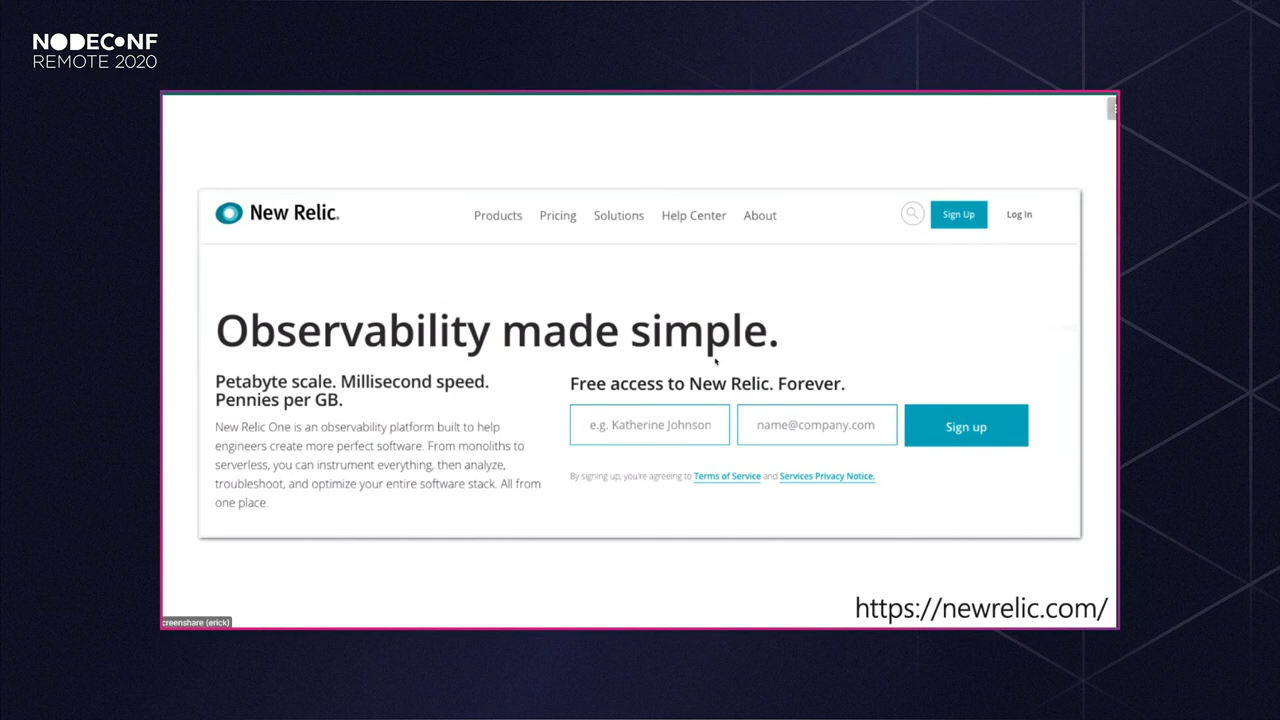 NODECONF
REMOTE 2020
New Relic.
Products Pricing Solutions Help Center About
Sign Up Log In
Observability made simple.
Petabyte scale. Millisecond speed.
Pennies per GB.
New Relic One is an observability platform built to help
engineers create more perfect software. From monoliths to
serverless, you can instrument everything, then analyze,
troubleshoot, and optimize your entire software stack. All from
one place.
Free access to New Relic. Forever.
e.g. Katherine Johnson name@company.com Sign up
By signing up, you're agreeing to Terms of Service and Services Privacy Notice.
https://newrelic.com/
creenshare (erick)